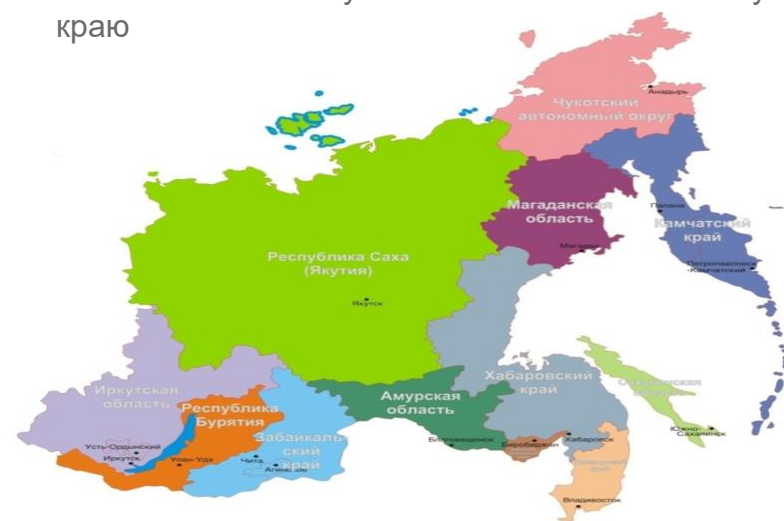 краю
Анадырь
Чукотский
автономный округ
Магаданская
область
Палана
Камчатский
край
Магадан
Петропавловск
-Камчатский
Республика Саха
(Якутия)
Якутск
Хабаровский
край
Иркутская
область
Республика
Бурятия
Амурская
область
Забайкаль-
ский
край
Южно-
Сахалинск
Благовещенск
Биробиджан
Хабаровск
Усть-Ордынский
Иркутск
Улан-Удэ
Чита
Владивосток